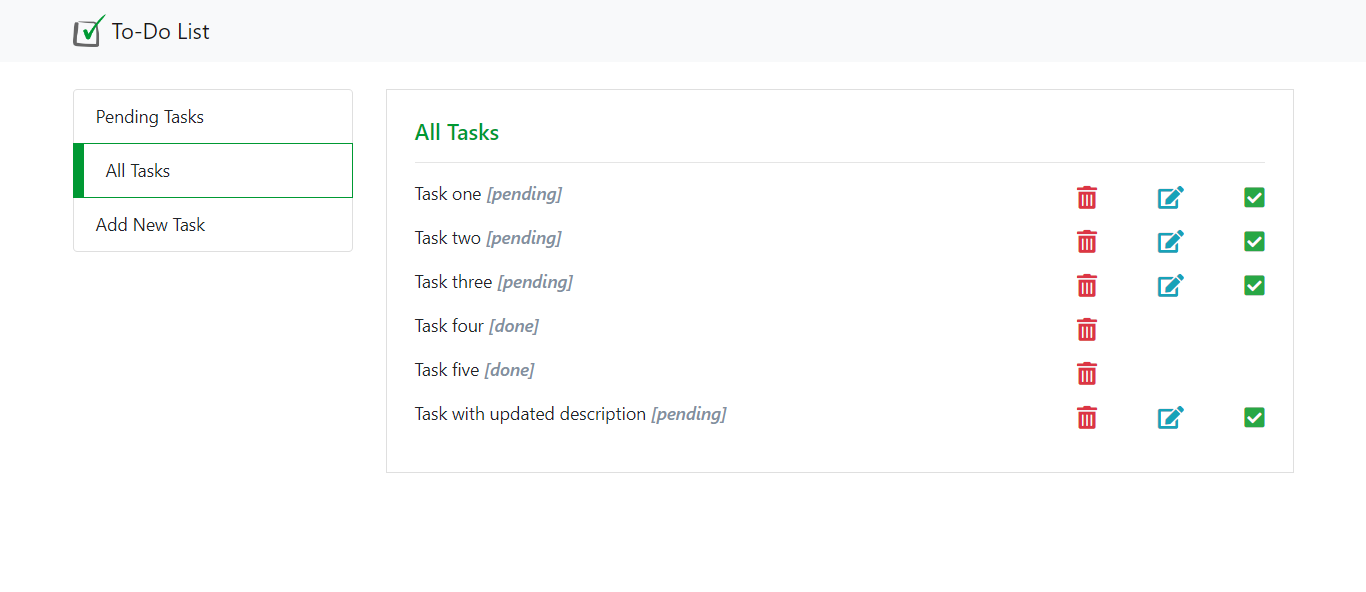 To-Do List
Pending Tasks
All Tasks
Add New Task
All Tasks
Task one [pending]
Task two [pending]
Task three [pending]
Task four [done]
Task five [done]
Task with updated description [pending]